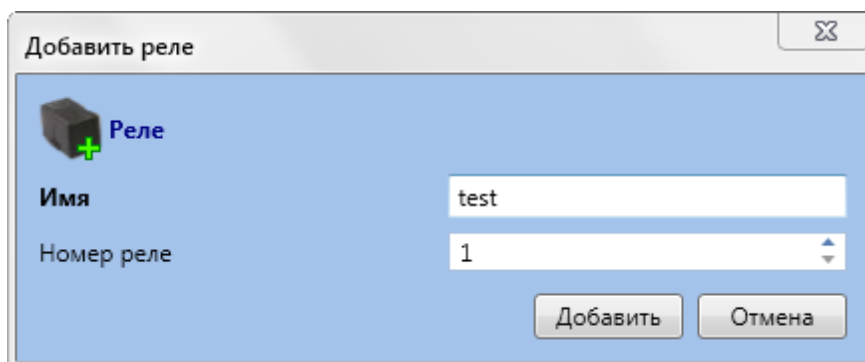 Добавить реле
Реле
Имя test
Номер реле 1
Добавить Отмена